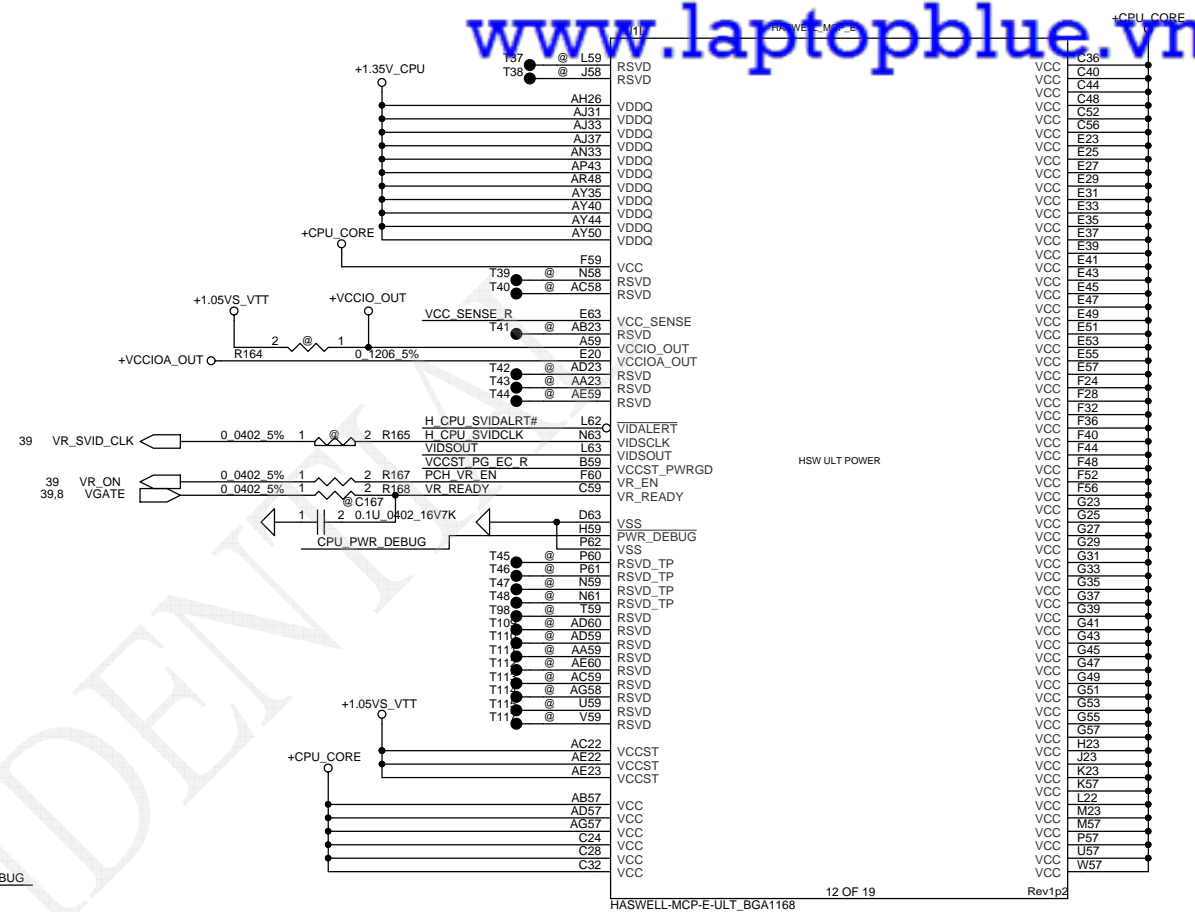 www.laptopblue.vn
+CPU_CORE
HASWELL_MCP_E
T37 @ L59 RSVD
T38 @ J58 RSVD
+1.35V_CPU
AH26 VDDQ
AJ31 VDDQ
AJ33 VDDQ
AJ37 VDDQ
AN33 VDDQ
AP43 VDDQ
AR48 VDDQ
AY35 VDDQ
AY40 VDDQ
AY44 VDDQ
AY50 VDDQ
+CPU_CORE
F59 VCC
T39 @ N58 RSVD
T40 @ AC58 RSVD
+1.05VS_VTT
+VCCIO_OUT
VCC_SENSE_R E63 VCC_SENSE
T41 @ AB23 RSVD
2 @ 1 A59 VCCIO_OUT
R164 0_1206_5%
+VCCIOA_OUT E20 VCCIOA_OUT
T42 @ AD23 RSVD
T43 @ AA23 RSVD
T44 @ AE59 RSVD
H_CPU_SVIDALRT# L62 VIDALERT
39 VR_SVID_CLK 0_0402_5% 1 @ 2 R165 H_CPU_SVIDCLK N63 VIDSCLK
VIDSOUT L63 VIDSOUT
VCCST_PG_EC_R B59 VCCST_PWRGD
39 VR_ON 0_0402_5% 1 2 R167 PCH_VR_EN F60 VR_EN
39,8 VGATE 0_0402_5% 1 2 R168 VR_READY C59 VR_READY
@ C167
1 2 0.1U_0402_16V7K
D63 VSS
H59 PWR_DEBUG
CPU_PWR_DEBUG
P62 VSS
T45 @ P60 RSVD_TP
T46 @ P61 RSVD_TP
T47 @ N59 RSVD_TP
T48 @ N61 RSVD_TP
T98 @ T59 RSVD
@ AD60 RSVD
@ AD59 RSVD
@ AA59 RSVD
@ AE60 RSVD
@ AC59 RSVD
@ AG58 RSVD
@ U59 RSVD
@ V59 RSVD
+1.05VS_VTT
AC22 VCCST
AE22 VCCST
AE23 VCCST
+CPU_CORE
AB57 VCC
AD57 VCC
AG57 VCC
C24 VCC
C28 VCC
C32 VCC
HSW ULT POWER
VCC C36
VCC C40
VCC C44
VCC C48
VCC C52
VCC C56
VCC E23
VCC E25
VCC E27
VCC E29
VCC E31
VCC E33
VCC E35
VCC E37
VCC E39
VCC E41
VCC E43
VCC E45
VCC E47
VCC E49
VCC E51
VCC E53
VCC E55
VCC E57
VCC F24
VCC F28
VCC F32
VCC F36
VCC F40
VCC F44
VCC F48
VCC F52
VCC F56
VCC G23
VCC G25
VCC G27
VCC G29
VCC G31
VCC G33
VCC G35
VCC G37
VCC G39
VCC G41
VCC G43
VCC G45
VCC G47
VCC G49
VCC G51
VCC G53
VCC G55
VCC G57
VCC H23
VCC J23
VCC K23
VCC K57
VCC L22
VCC M23
VCC M57
VCC P57
VCC U57
VCC W57
12 OF 19
Rev1p2
HASWELL-MCP-E-ULT_BGA1168
BUG
IDENTIAL